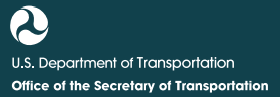 U.S. Department of Transportation
Office of the Secretary of Transportation